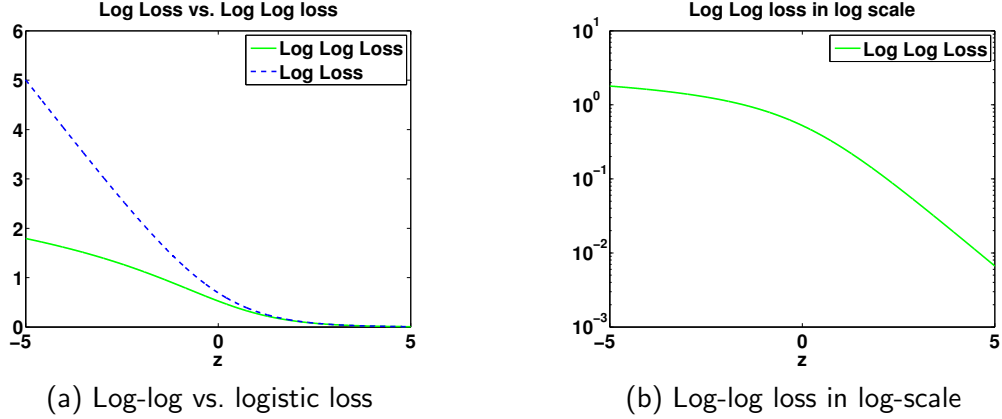 Log Loss vs. Log Log loss
6
5
4
3
2
1
0
−5
0
5
z
Log Log Loss
Log Loss
(a) Log-log vs. logistic loss
Log Log loss in log scale
10^1
10^0
10^−1
10^−2
10^−3
−5
0
5
z
Log Log Loss
(b) Log-log loss in log-scale